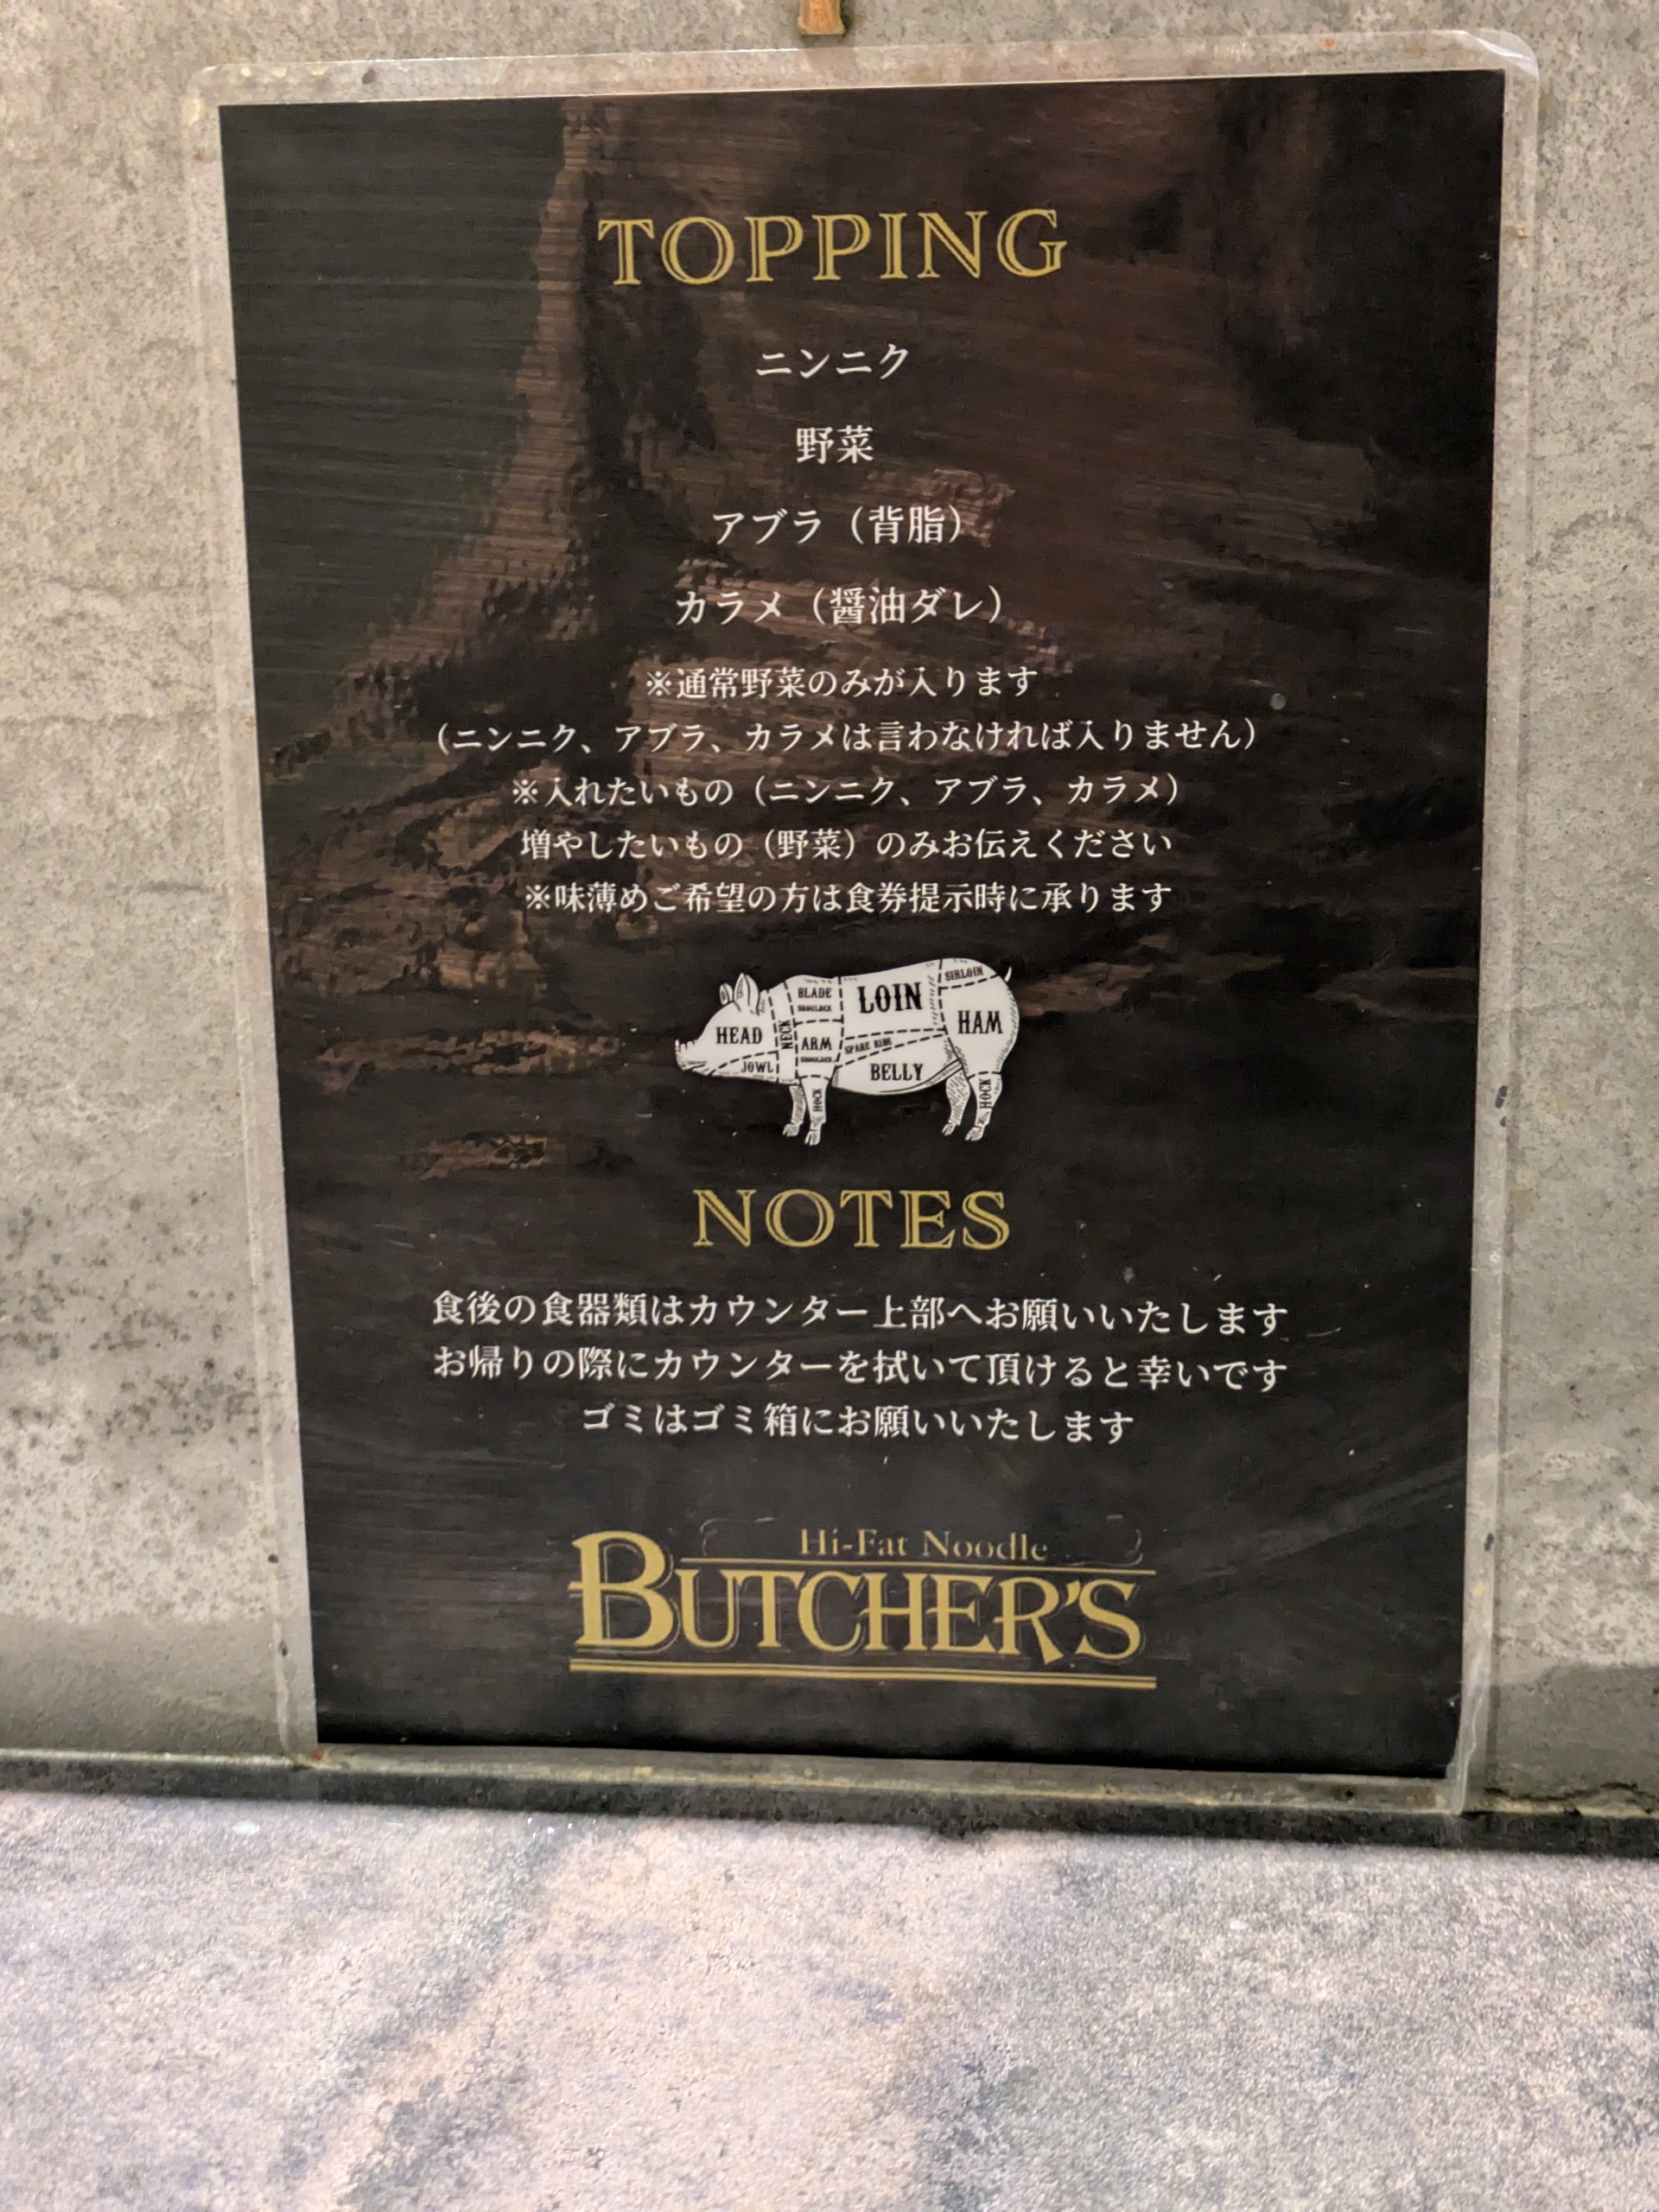 TOPPING
ニンニク
野菜
アブラ（背脂）
カラメ（醤油ダレ）
※通常野菜のみが入ります
（ニンニク、アブラ、カラメは言わなければ入りません）
※入れたいもの（ニンニク、アブラ、カラメ）
増やしたいもの（野菜）のみお伝えください
※味薄めご希望の方は食券提示時に承ります
SIRLOIN
BLADE
SHOULDER
LOIN
HAM
HEAD
NECK
ARM
SHOULDER
SPARE RIBS
JOWL
BELLY
HOCK
HOCK
NOTES
食後の食器類はカウンター上部へお願いいたします
お帰りの際にカウンターを拭いて頂けると幸いです
ゴミはゴミ箱にお願いいたします
Hi-Fat Noodle
BUTCHER'S